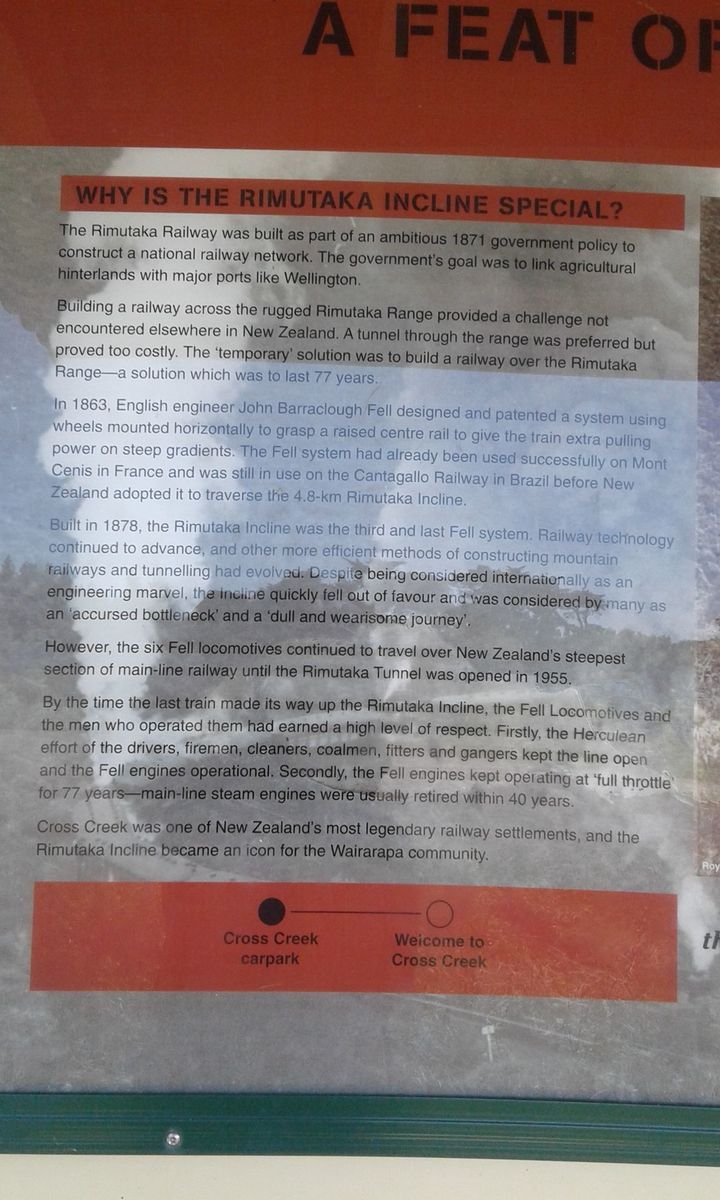 A FEAT OF
WHY IS THE RIMUTAKA INCLINE SPECIAL?
The Rimutaka Railway was built as part of an ambitious 1871 government policy to
construct a national railway network. The government's goal was to link agricultural
hinterlands with major ports like Wellington.
Building a railway across the rugged Rimutaka Range provided a challenge not
encountered elsewhere in New Zealand. A tunnel through the range was preferred but
proved too costly. The 'temporary' solution was to build a railway over the Rimutaka
Range—a solution which was to last 77 years.
In 1863, English engineer John Barraclough Fell designed and patented a system using
wheels mounted horizontally to grasp a raised centre rail to give the train extra pulling
power on steep gradients. The Fell system had already been used successfully on Mont
Cenis in France and was still in use on the Cantagallo Railway in Brazil before New
Zealand adopted it to traverse the 4.8-km Rimutaka Incline.
Built in 1878, the Rimutaka Incline was the third and last Fell system. Railway technology
continued to advance, and other more efficient methods of constructing mountain
railways and tunnelling had evolved. Despite being considered internationally as an
engineering marvel, the incline quickly fell out of favour and was considered by many as
an 'accursed bottleneck' and a 'dull and wearisome journey'.
However, the six Fell locomotives continued to travel over New Zealand's steepest
section of main-line railway until the Rimutaka Tunnel was opened in 1955.
By the time the last train made its way up the Rimutaka Incline, the Fell Locomotives and
the men who operated them had earned a high level of respect. Firstly, the Herculean
effort of the drivers, firemen, cleaners, coalmen, fitters and gangers kept the line open
and the Fell engines operational. Secondly, the Fell engines kept operating at 'full throttle'
for 77 years—main-line steam engines were usually retired within 40 years.
Cross Creek was one of New Zealand's most legendary railway settlements, and the
Rimutaka Incline became an icon for the Wairarapa community.
Roy
th
Cross Creek
carpark
Welcome to
Cross Creek